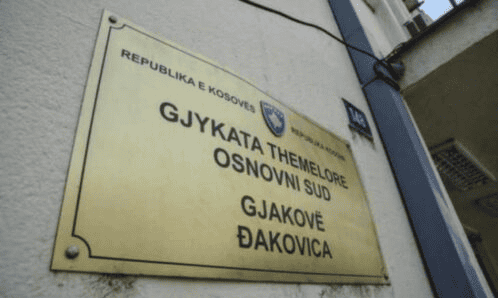 REPUBLIKA E KOSOVËS
REPUBLIKA KOSOVO
GJYKATA THEMELORE
OSNOVNI SUD
GJAKOVË
ĐAKOVICA